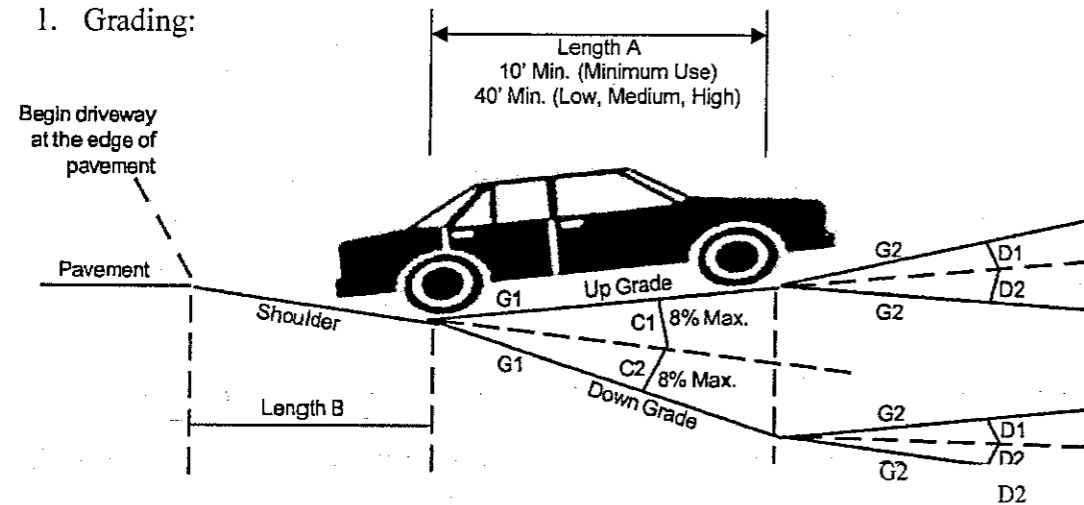 1. Grading:
Length A
10' Min. (Minimum Use)
40' Min. (Low, Medium, High)
Begin driveway
at the edge of
pavement
Pavement
Shoulder
G1
Up Grade
C1
8% Max.
G1
C2
8% Max.
Down Grade
Length B
G2
D1
D2
G2
G2
D1
D2
G2
D2